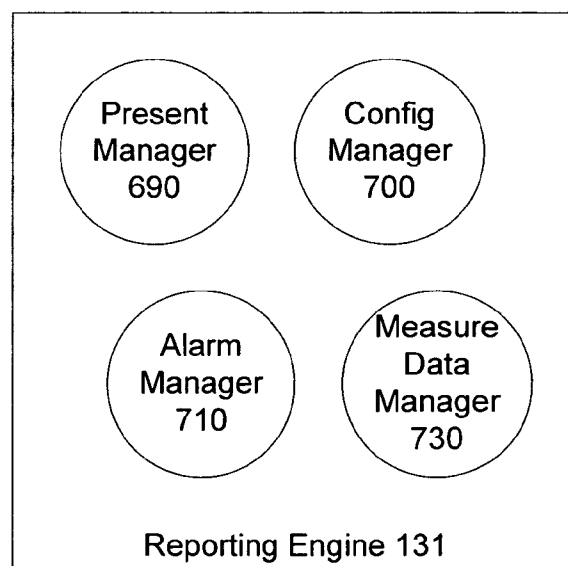 Present
Manager
690
Config
Manager
700
Alarm
Manager
710
Measure
Data
Manager
730
Reporting Engine 131